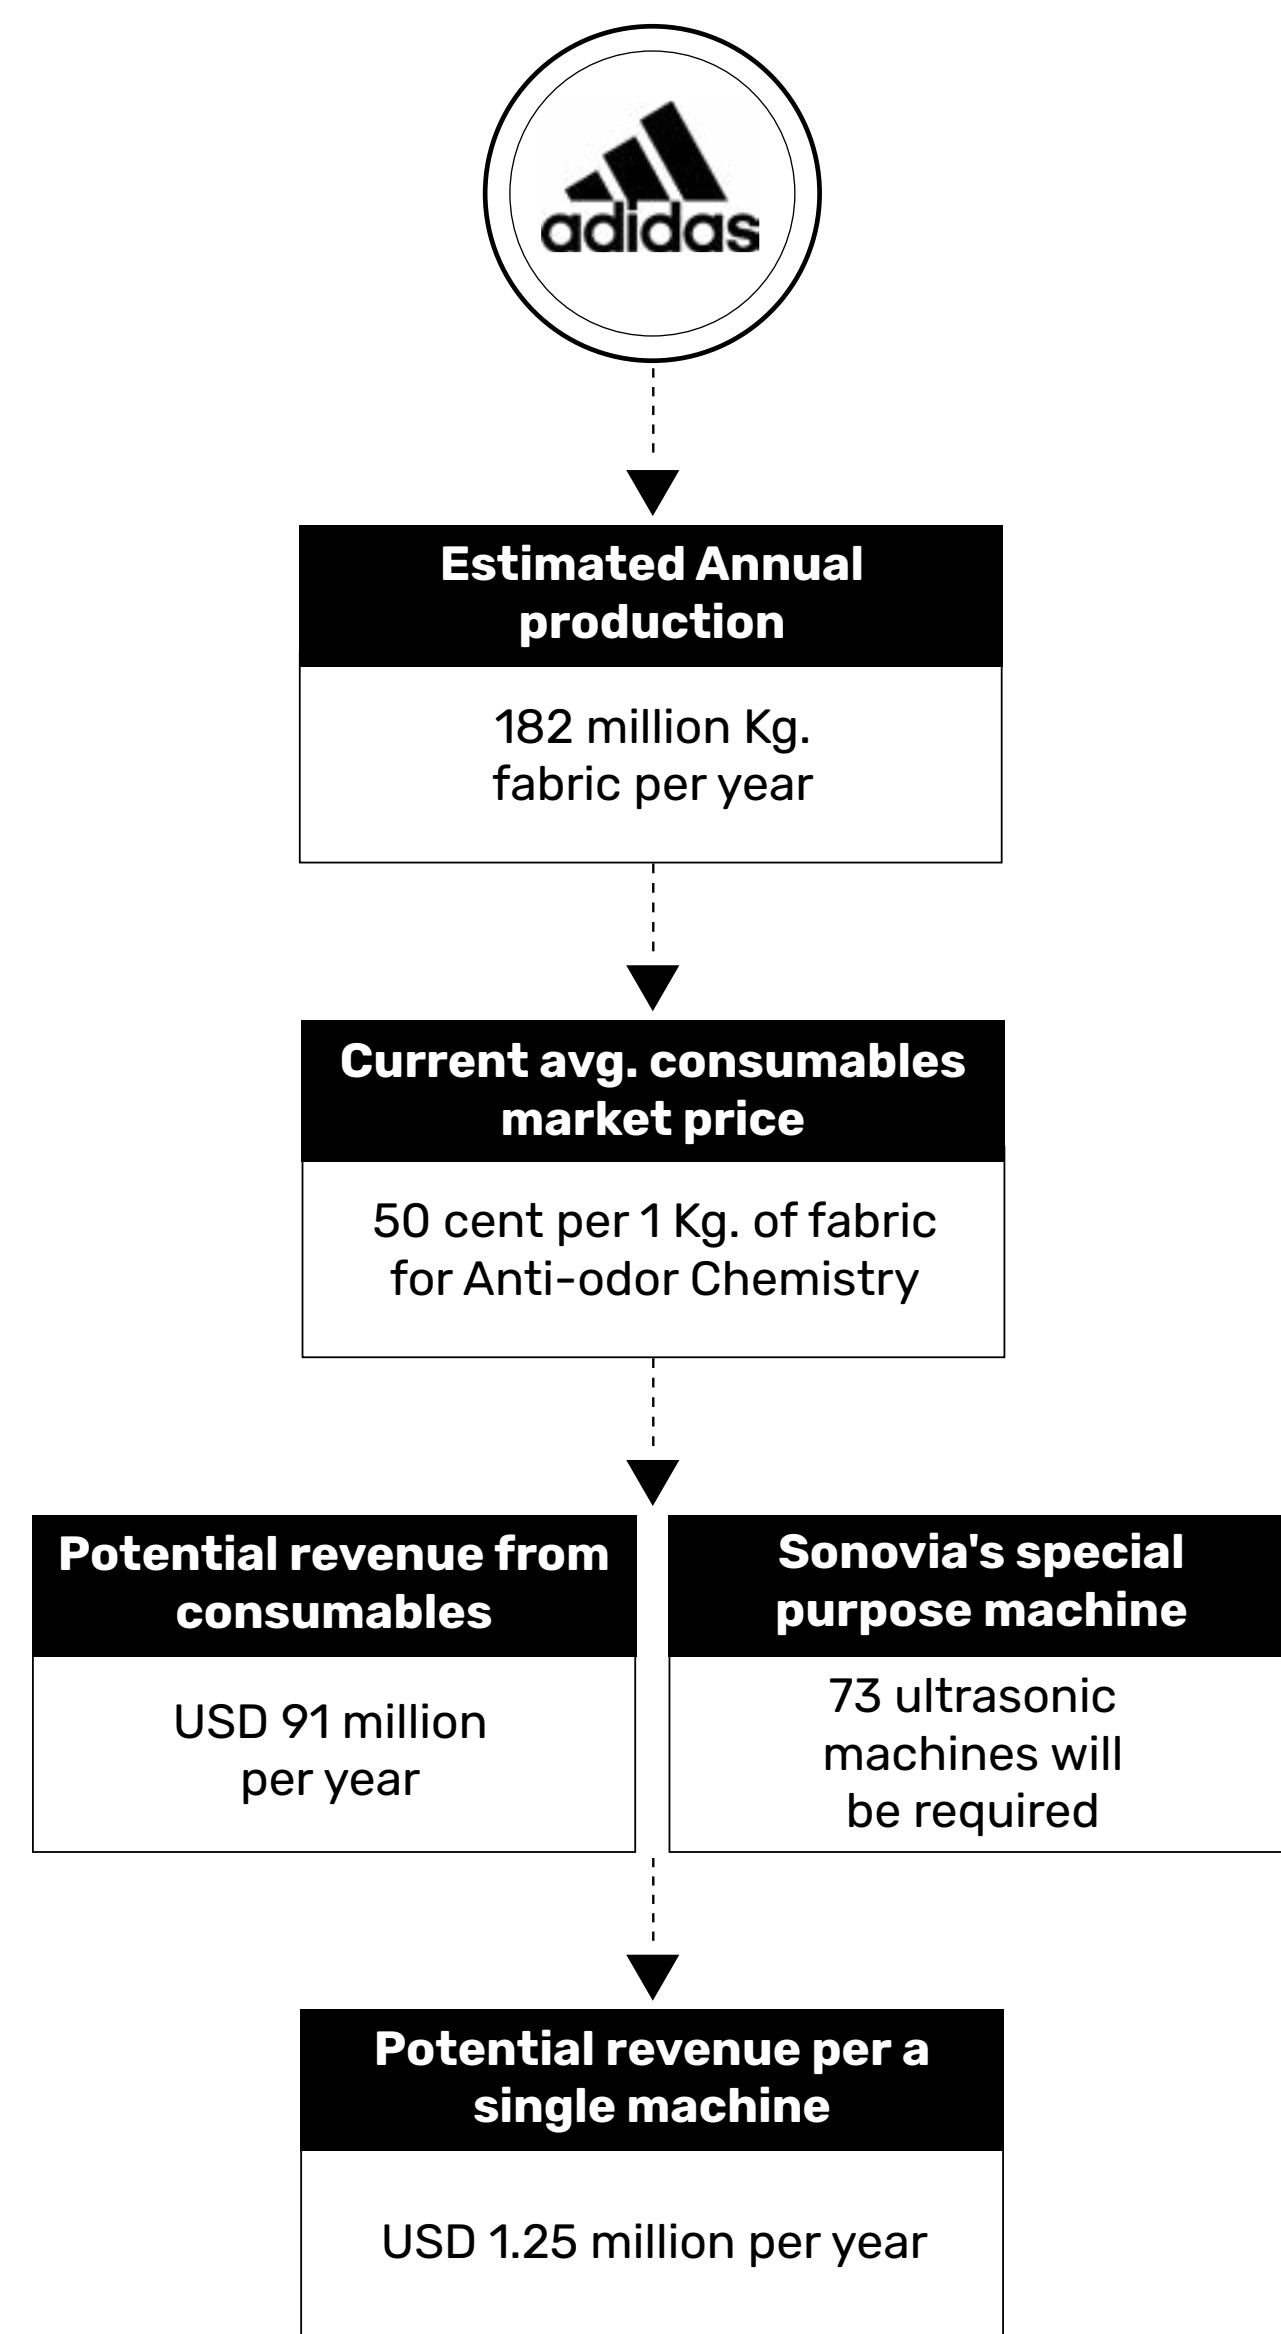 adidas
Estimated Annual
production
182 million Kg.
fabric per year
Current avg. consumables
market price
50 cent per 1 Kg. of fabric
for Anti-odor Chemistry
Potential revenue from
consumables
USD 91 million
per year
Sonovia's special
purpose machine
73 ultrasonic
machines will
be required
Potential revenue per a
single machine
USD 1.25 million per year